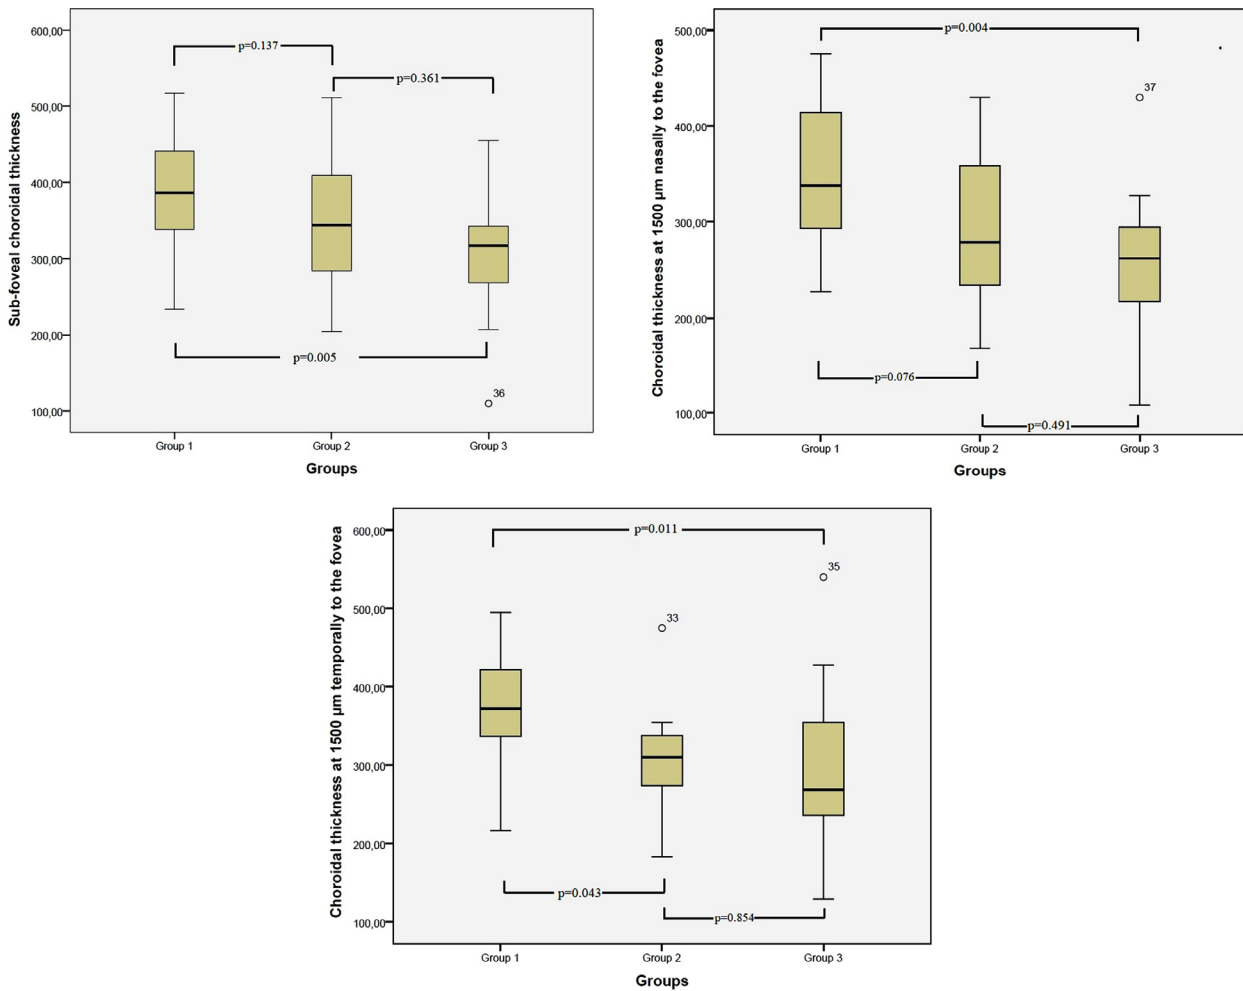 Sub-foveal choroidal thickness
600,00
500,00
400,00
300,00
200,00
100,00
p=0.137
p=0.361
p=0.005
36
Group 1
Group 2
Group 3
Groups
Choroidal thickness at 1500 µm nasally to the fovea
500,00
400,00
300,00
200,00
100,00
p=0.004
37
p=0.076
p=0.491
Group 1
Group 2
Group 3
Groups
Choroidal thickness at 1500 µm temporally to the fovea
600,00
500,00
400,00
300,00
200,00
100,00
p=0.011
35
33
p=0.043
p=0.854
Group 1
Group 2
Group 3
Groups